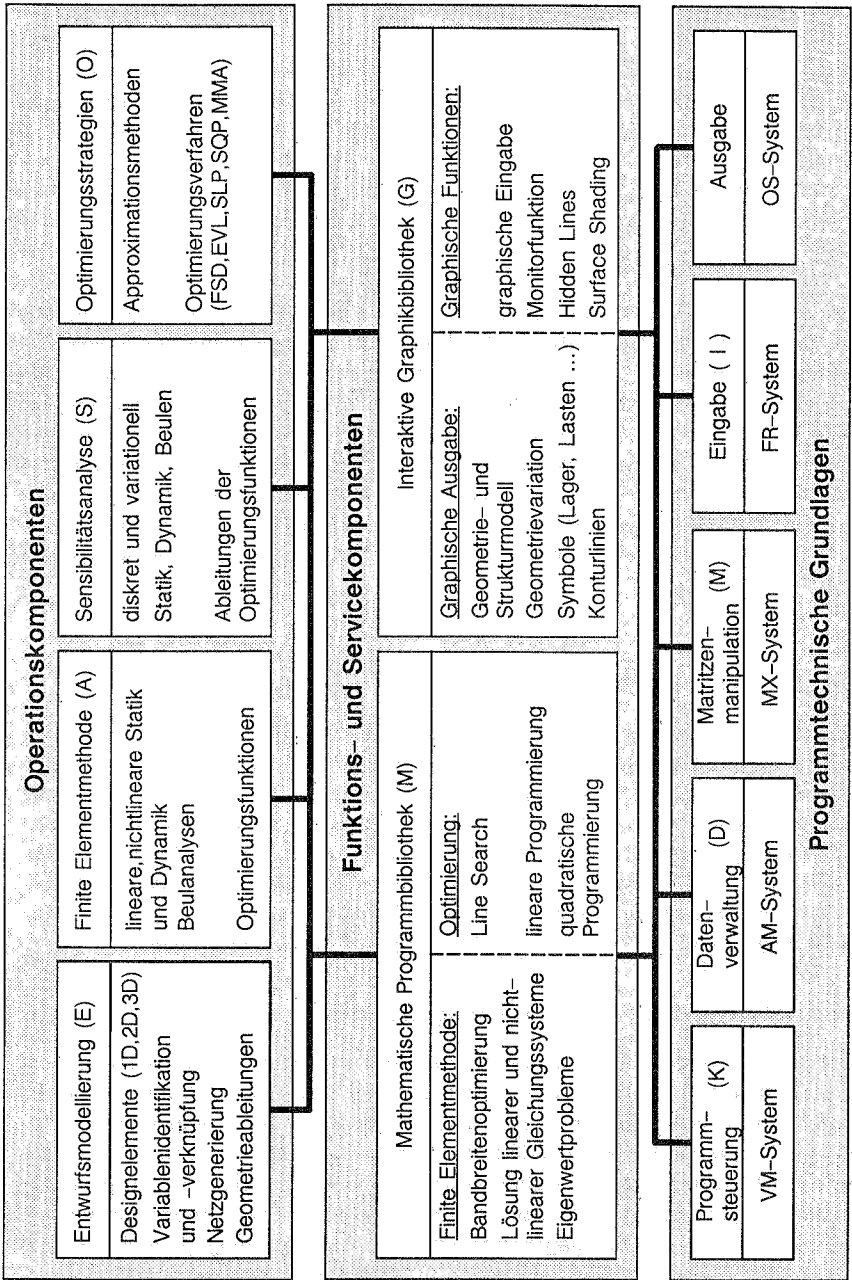 Operationskomponenten
Entwurfsmodellierung (E)
Designelemente (1D,2D,3D)
Variablenidentifikation
und -verknüpfung
Netzgenerierung
Geometrieableitungen
Finite Elementmethode (A)
lineare,nichtlineare Statik
und Dynamik
Beulanalysen
Optimierungsfunktionen
Sensibilitätsanalyse (S)
diskret und variationell
Statik, Dynamik, Beulen
Ableitungen der
Optimierungsfunktionen
Optimierungsstrategien (O)
Approximationsmethoden
Optimierungsverfahren
(FSD,EVL,SLP,SQP,MMA)
Funktions- und Servicekomponenten
Mathematische Programmbibliothek (M)
Finite Elementmethode:
Bandbreitenoptimierung
Lösung linearer und nicht-
linearer Gleichungssysteme
Eigenwertprobleme
Optimierung:
Line Search
lineare Programmierung
quadratische
Programmierung
Interaktive Graphikbibliothek (G)
Graphische Ausgabe:
Geometrie- und
Strukturmodell
Geometrievariation
Symbole (Lager, Lasten ...)
Konturlinien
Graphische Funktionen:
graphische Eingabe
Monitorfunktion
Hidden Lines
Surface Shading
Programm- (K)
steuerung
VM-System
Daten- (D)
verwaltung
AM-System
Matritzen- (M)
manipulation
MX-System
Eingabe ( I )
FR-System
Ausgabe
OS-System
Programmtechnische Grundlagen